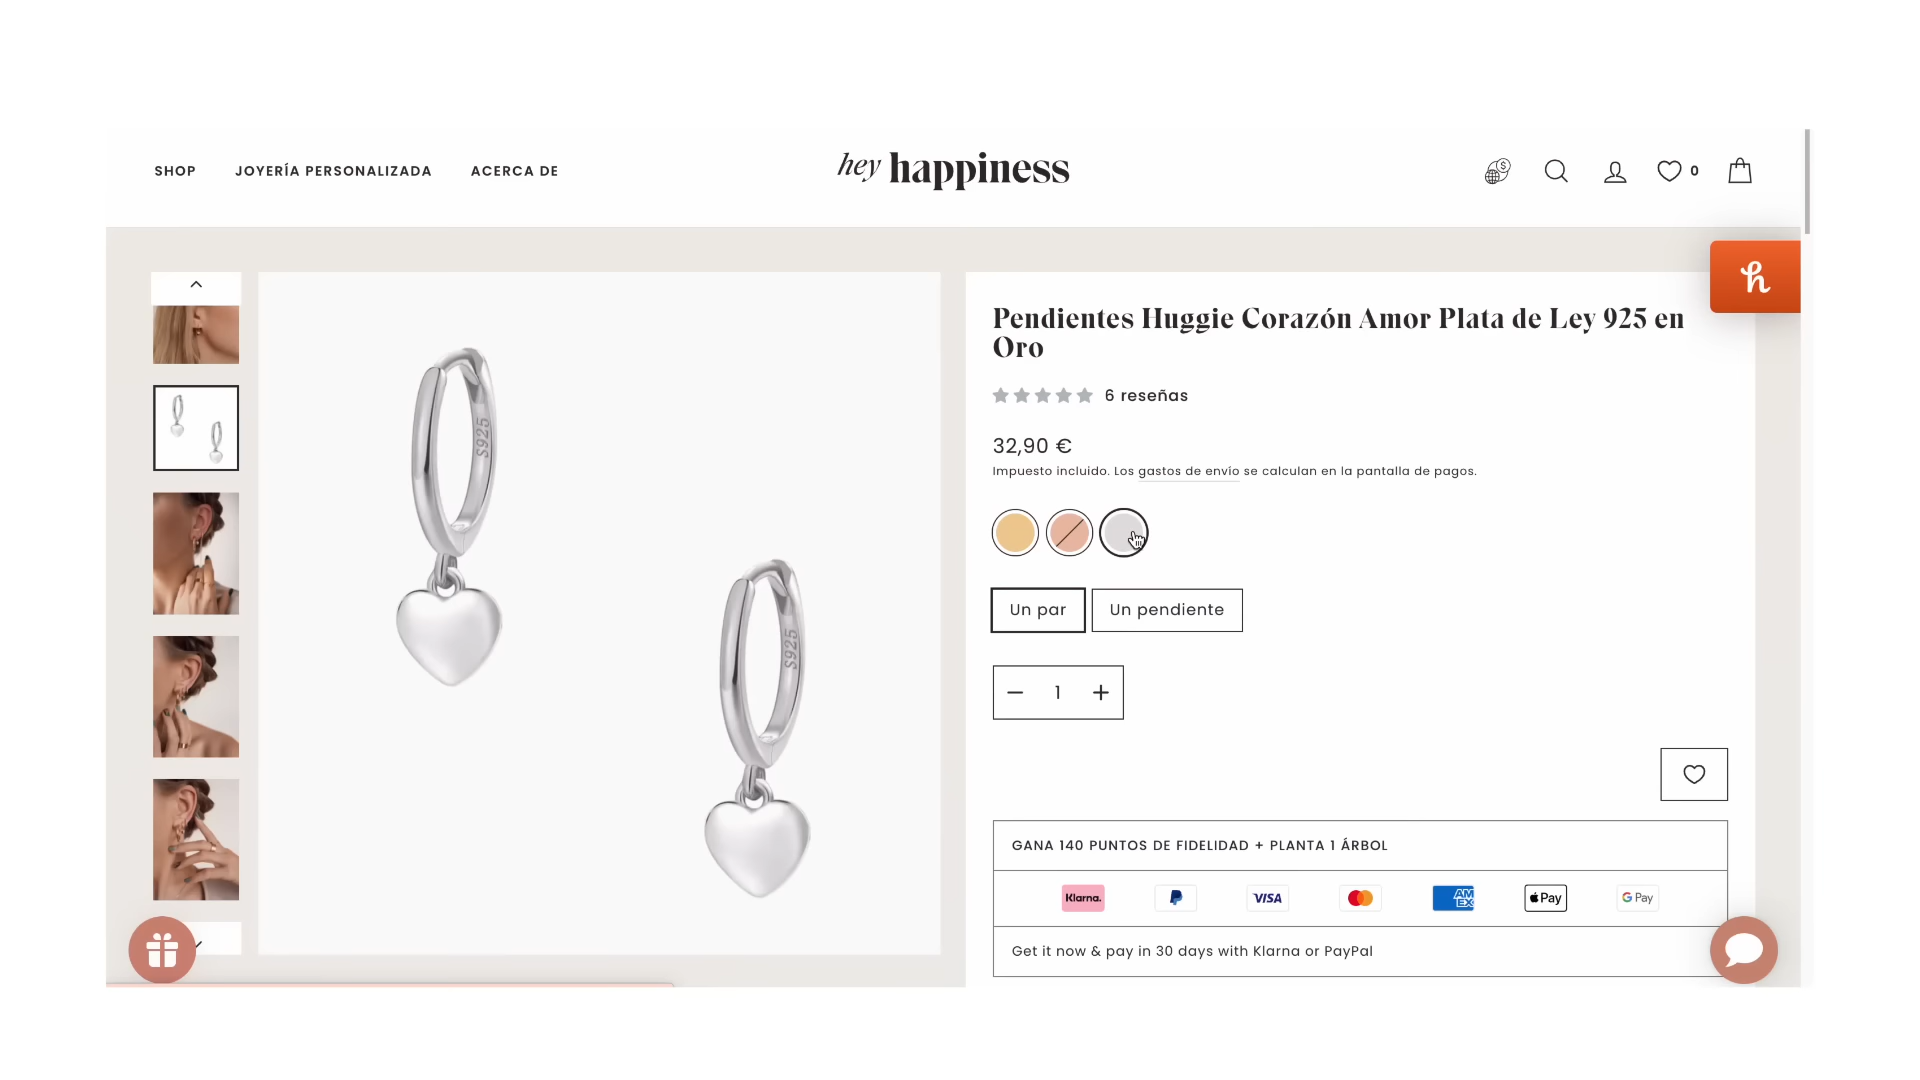 SHOP JOYERÍA PERSONALIZADA ACERCA DE
hey happiness
0
Pendientes Huggie Corazón Amor Plata de Ley 925 en
Oro
6 reseñas
32,90 €
Impuesto incluido. Los gastos de envío se calculan en la pantalla de pagos.
Un par Un pendiente
1
S925
S925
GANA 140 PUNTOS DE FIDELIDAD + PLANTA 1 ÁRBOL
Klarna. VISA AM EX Pay G Pay
Get it now & pay in 30 days with Klarna or PayPal